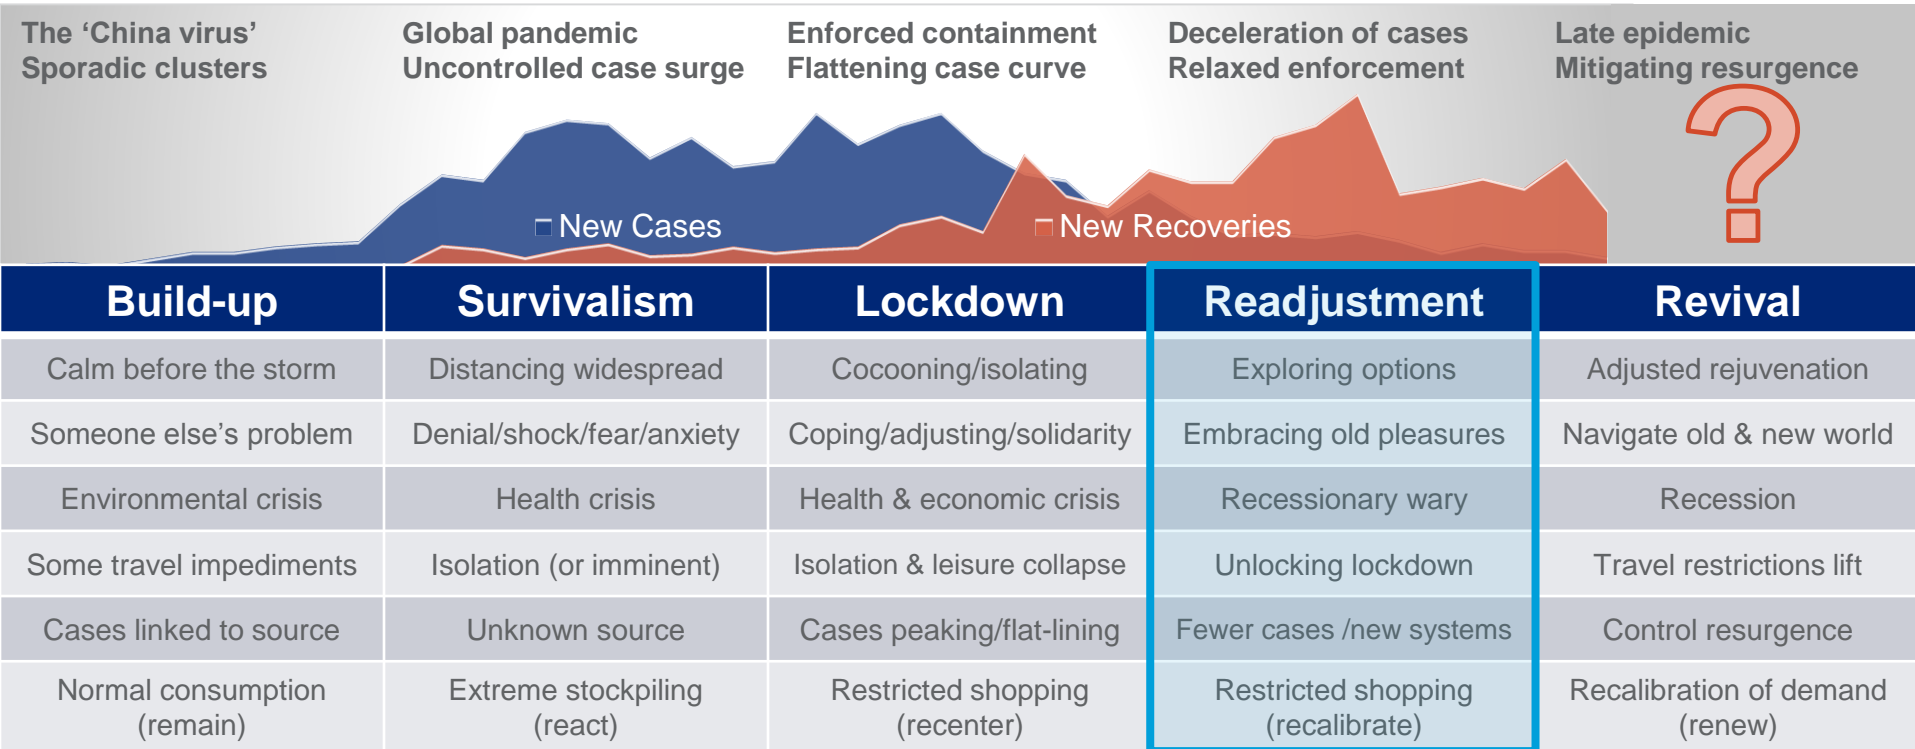 The ‘China virus’
Sporadic clusters
Global pandemic
Uncontrolled case surge
Enforced containment
Flattening case curve
Deceleration of cases
Relaxed enforcement
Late epidemic
Mitigating resurgence
?
New Cases
New Recoveries
Build-up
Survivalism
Lockdown
Readjustment
Revival
Calm before the storm
Distancing widespread
Cocooning/isolating
Exploring options
Adjusted rejuvenation
Someone else’s problem
Denial/shock/fear/anxiety
Coping/adjusting/solidarity
Embracing old pleasures
Navigate old & new world
Environmental crisis
Health crisis
Health & economic crisis
Recessionary wary
Recession
Some travel impediments
Isolation (or imminent)
Isolation & leisure collapse
Unlocking lockdown
Travel restrictions lift
Cases linked to source
Unknown source
Cases peaking/flat-lining
Fewer cases /new systems
Control resurgence
Normal consumption
(remain)
Extreme stockpiling
(react)
Restricted shopping
(recenter)
Restricted shopping
(recalibrate)
Recalibration of demand
(renew)